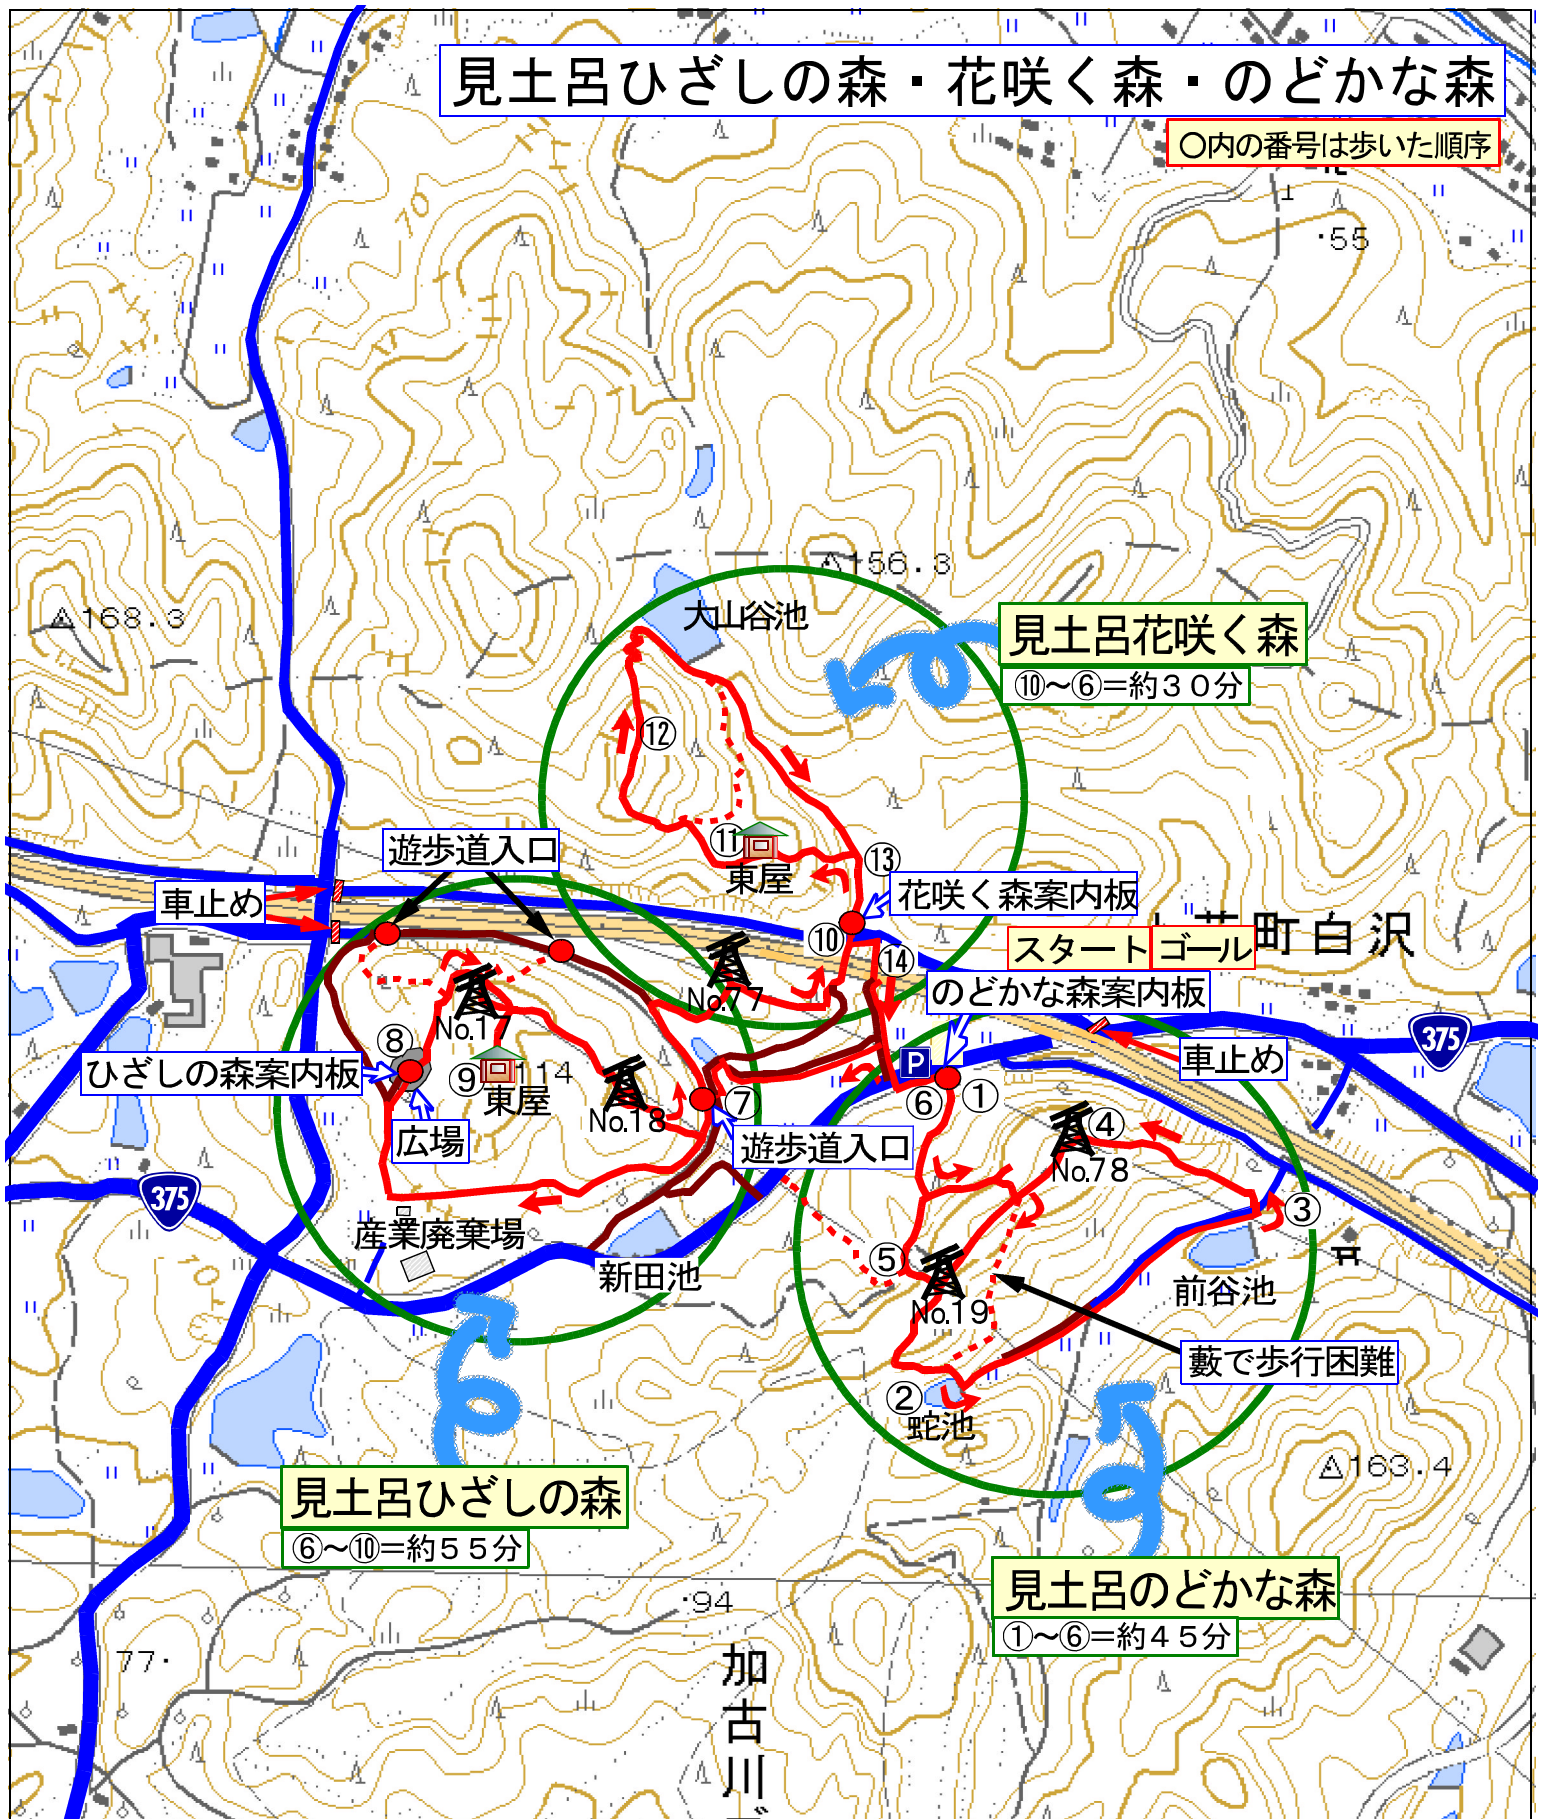 見土呂ひざしの森・花咲く森・のどかな森
〇内の番号は歩いた順序
70
·55
156.3
168.3
大山谷池
見土呂花咲く森
⑩～⑥＝約３０分
⑫
⑪
東屋
⑬
遊歩道入口
車止め
花咲く森案内板
⑩
町白沢
スタート
ゴール
⑭
No.77
のどかな森案内板
No.17
⑧
ひざしの森案内板
⑨
東屋
114
広場
No.18
⑦
遊歩道入口
P
⑥
①
車止め
375
④
No.78
③
375
産業廃棄場
新田池
⑤
No.19
前谷池
藪で歩行困難
②
蛇池
10
163.4
見土呂ひざしの森
⑥～⑩＝約５５分
見土呂のどかな森
①～⑥＝約４５分
·94
77·
加古川